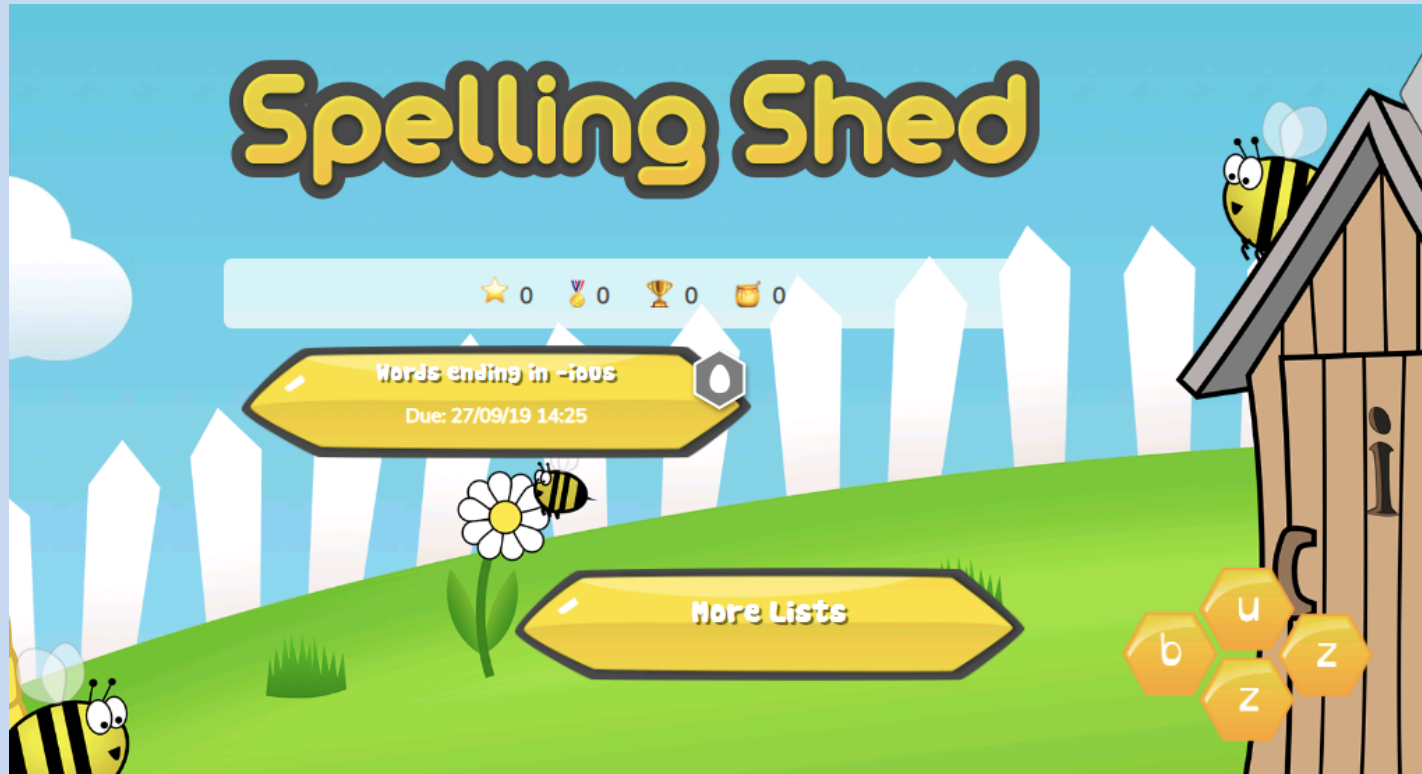 Spelling Shed
0 0 0 0
Words ending in -ious
Due: 27/09/19 14:25
More Lists
i
u
b z
z